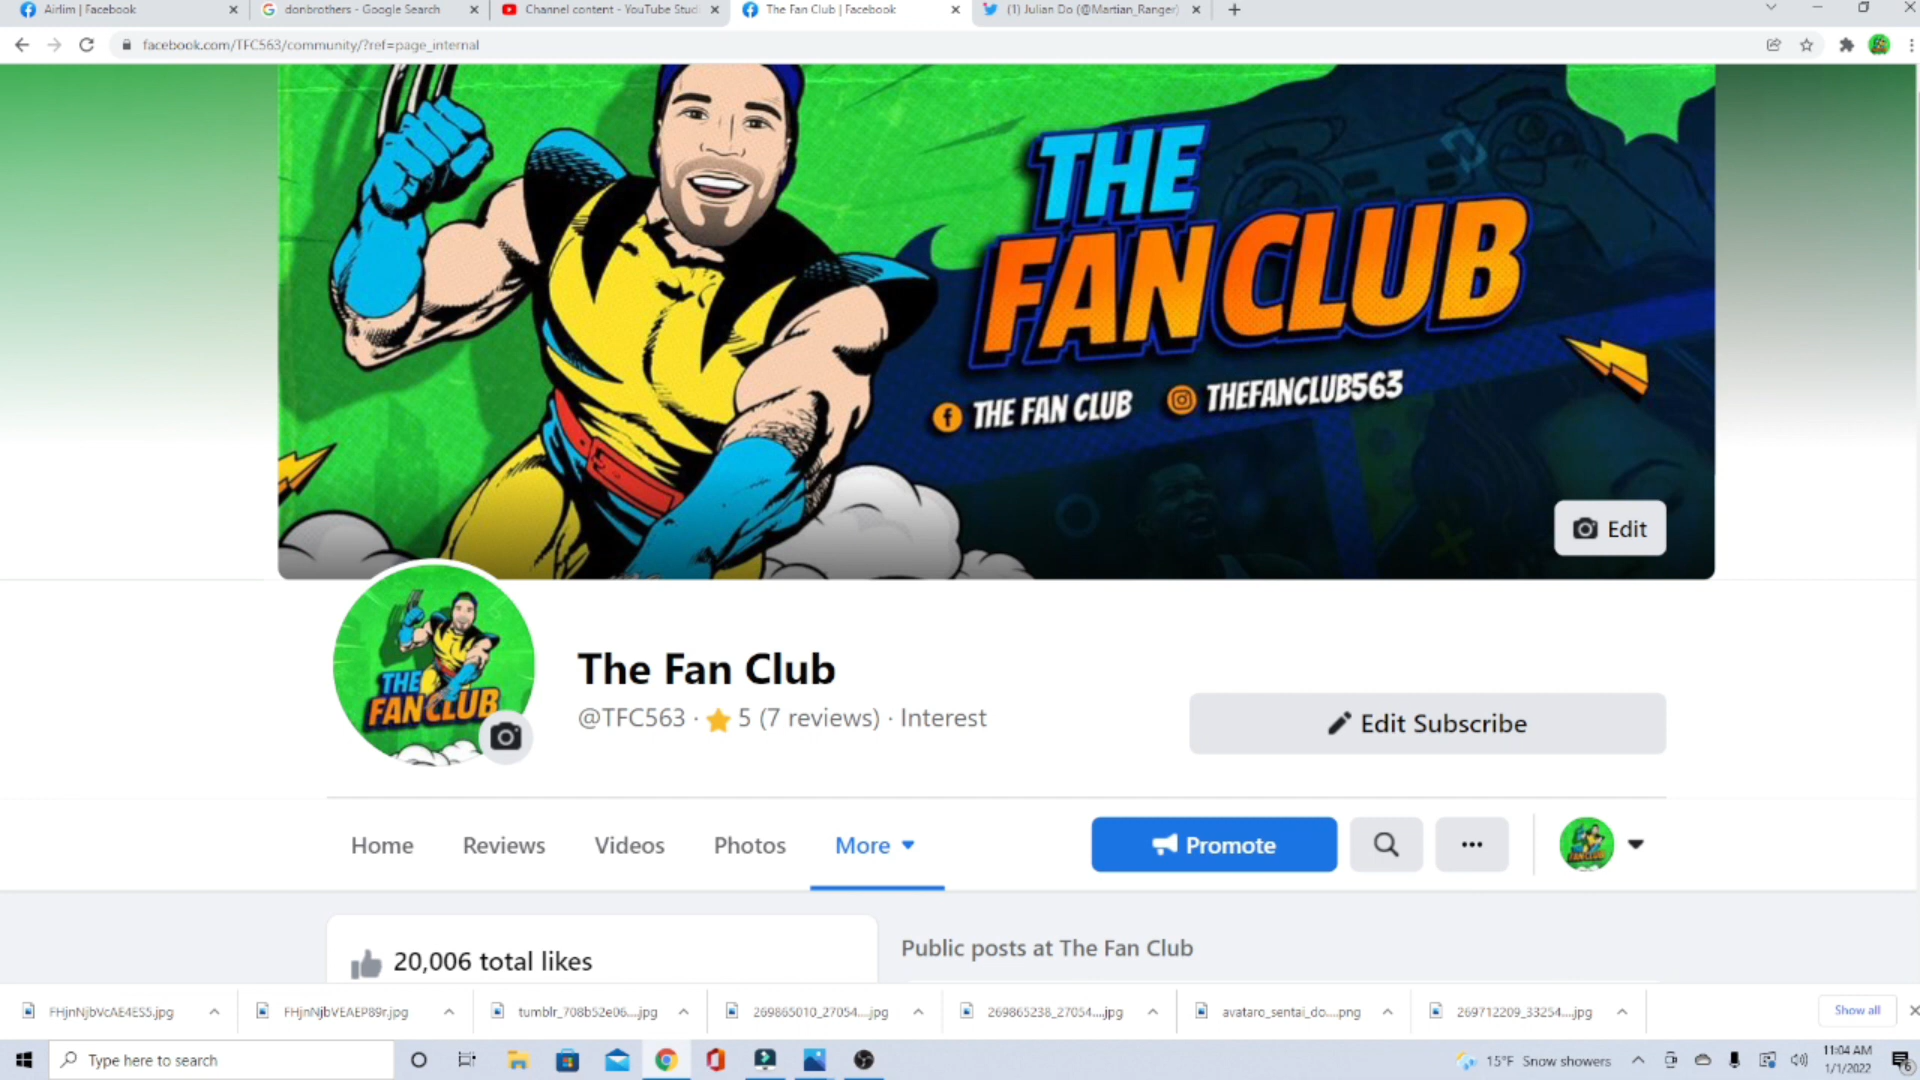 Airlim | Facebook
donbrothers - Google Search
Channel content - YouTube Stud
The Fan Club | Facebook
(1) Julian Do (@Martian_Ranger)
facebook.com/TFC563/community/?ref=page_internal
THE
FAN CLUB
THE FAN CLUB
THEFANCLUB563
Edit
THE
FAN CLUB
The Fan Club
@TFC563 · 5 (7 reviews) · Interest
Edit Subscribe
Home
Reviews
Videos
Photos
More
Promote
20,006 total likes
Public posts at The Fan Club
FHjnNjbVcAE4ES5.jpg
FHjnNjbVEAEP89r.jpg
tumblr_708b52e06....jpg
269865010_27054....jpg
269865238_27054....jpg
avataro_sentai_do....png
269712209_33254....jpg
Show all
Type here to search
15°F Snow showers
11:04 AM
1/1/2022
6